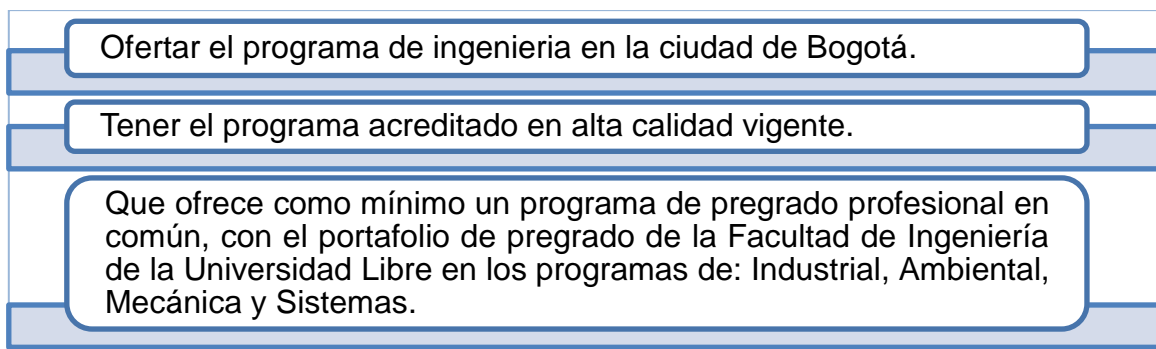 Ofertar el programa de ingenieria en la ciudad de Bogotá.
Tener el programa acreditado en alta calidad vigente.
Que ofrece como mínimo un programa de pregrado profesional en
común, con el portafolio de pregrado de la Facultad de Ingeniería
de la Universidad Libre en los programas de: Industrial, Ambiental,
Mecánica y Sistemas.